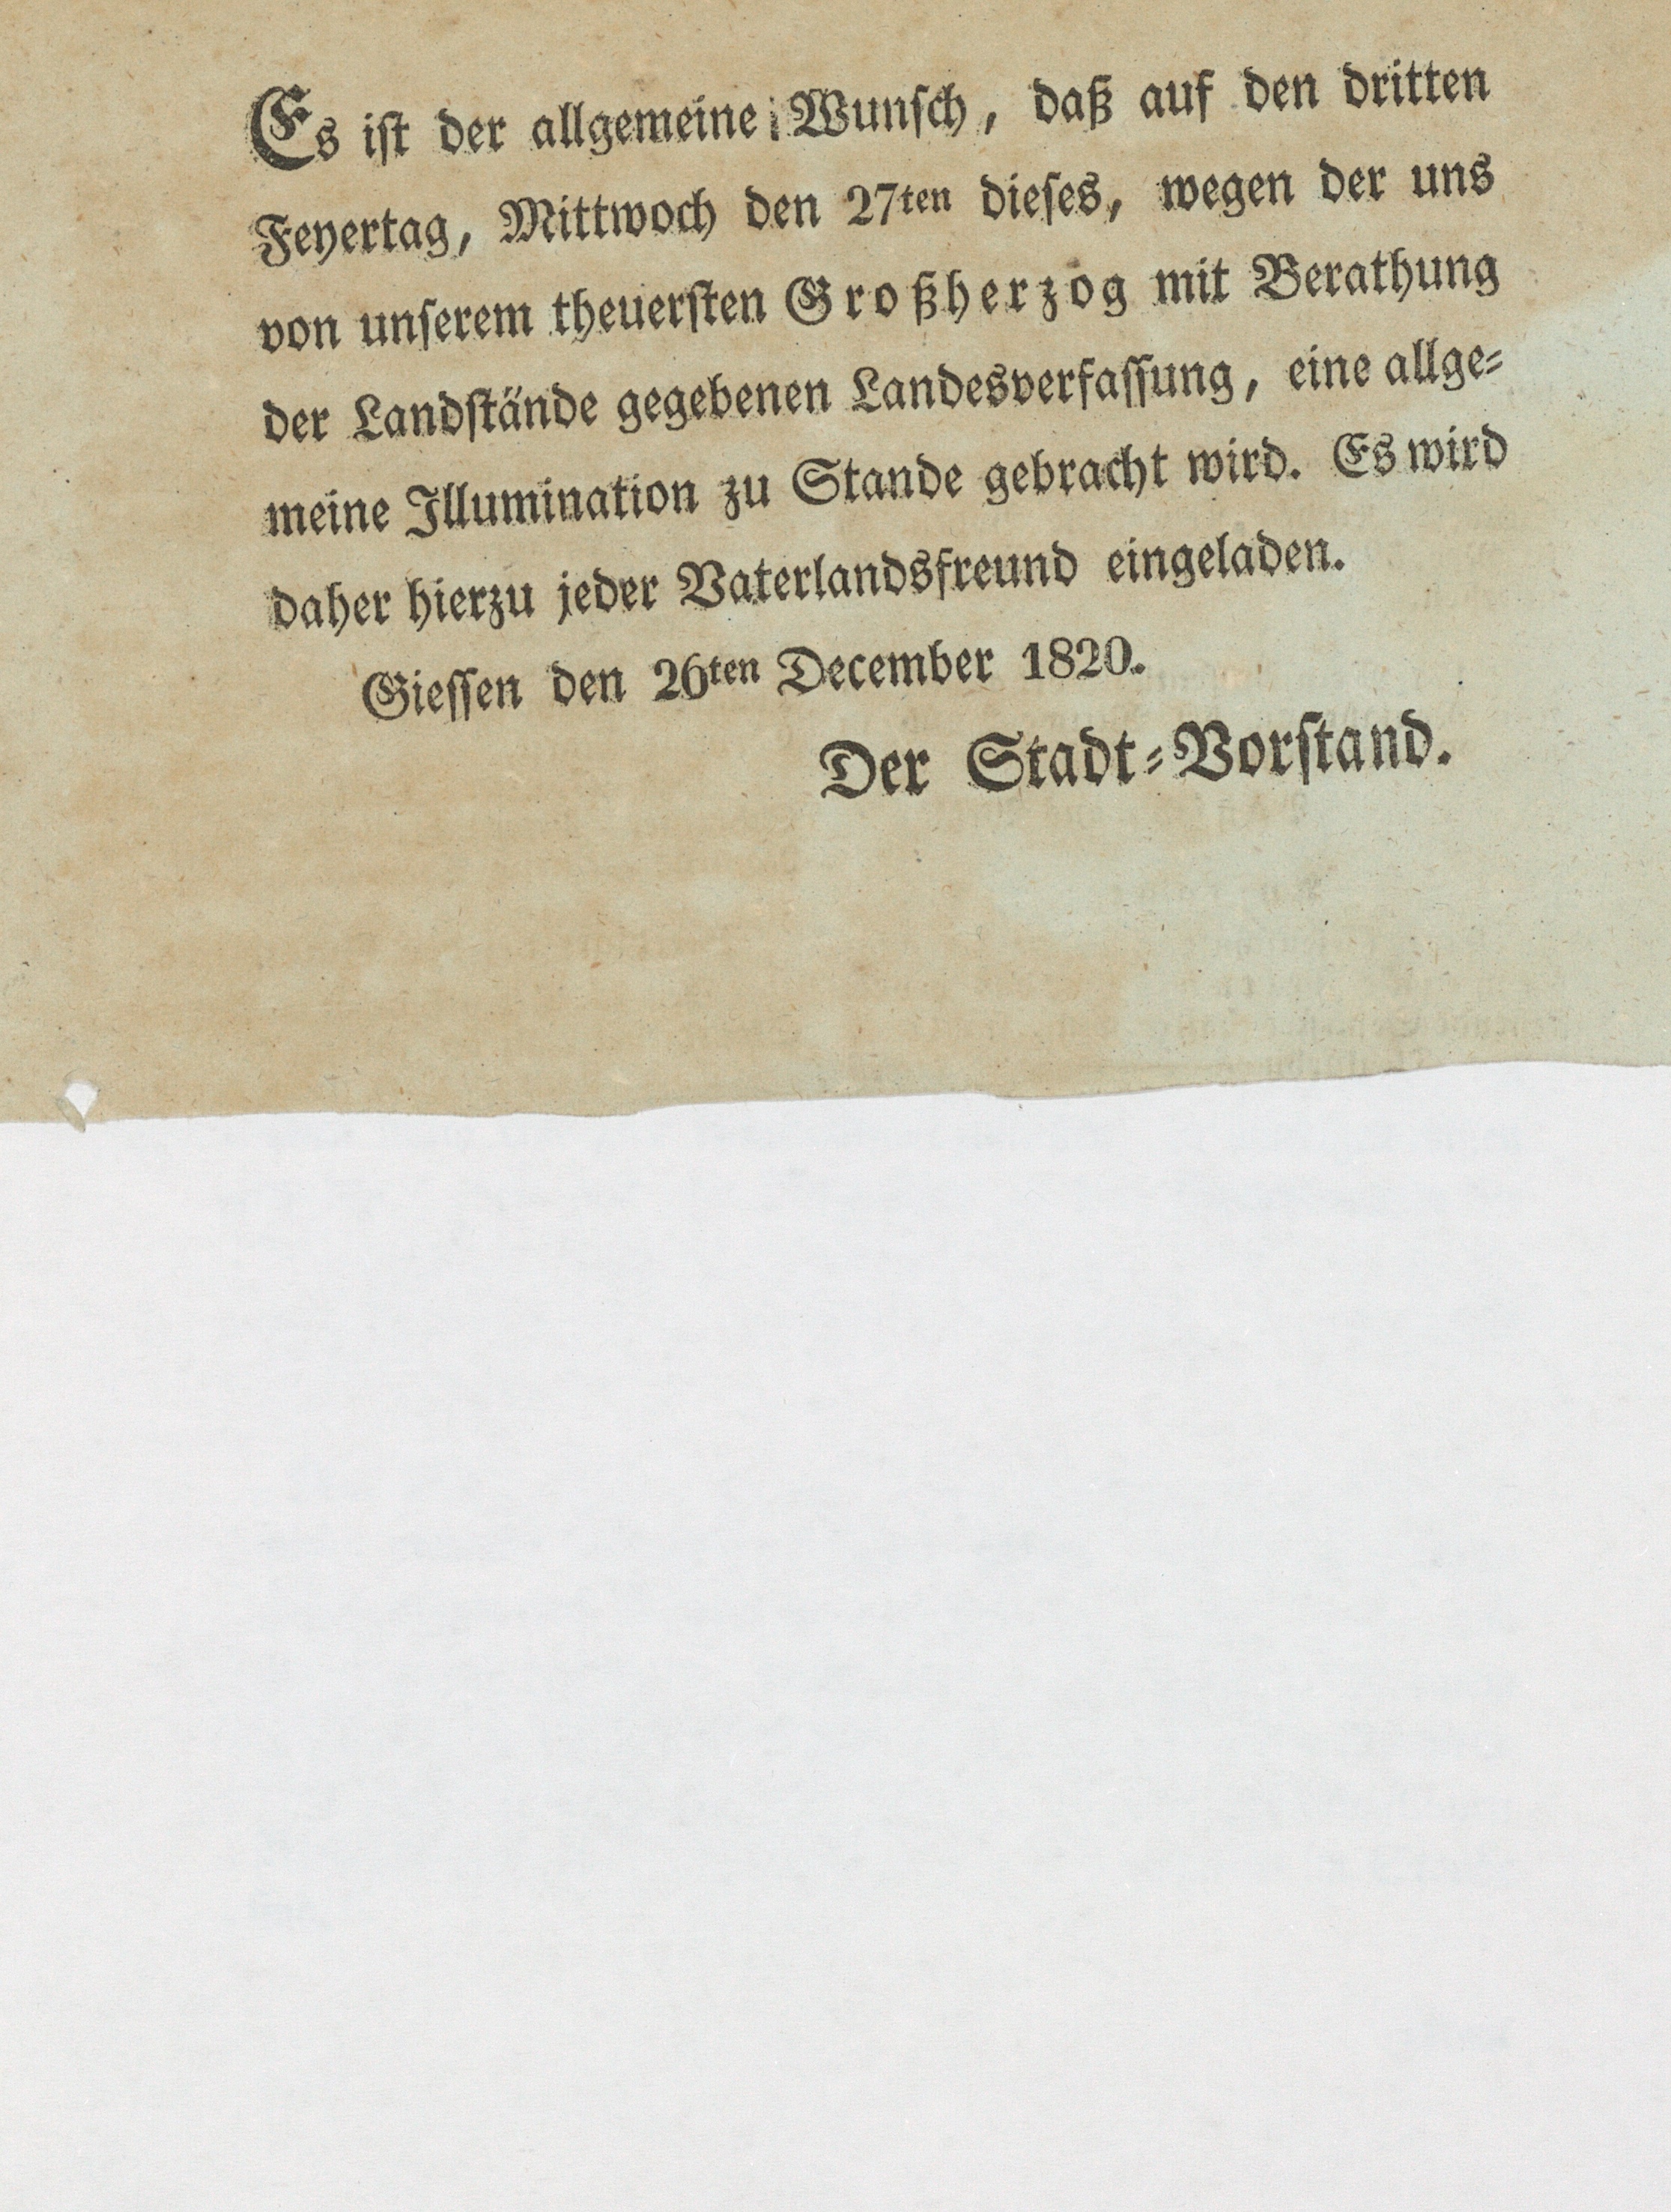 Es ist der allgemeine Wunsch, daß auf den dritten
Feyertag, Mittwoch den 27ten dieses, wegen der uns
von unserem theuersten Großherzog mit Berathung
der Landstände gegebenen Landesverfassung, eine allge-
meine Illumination zu Stande gebracht wird. Es wird
daher hierzu jeder Vaterlandsfreund eingeladen.
Giessen den 26ten December 1820.
Der Stadt-Vorstand.